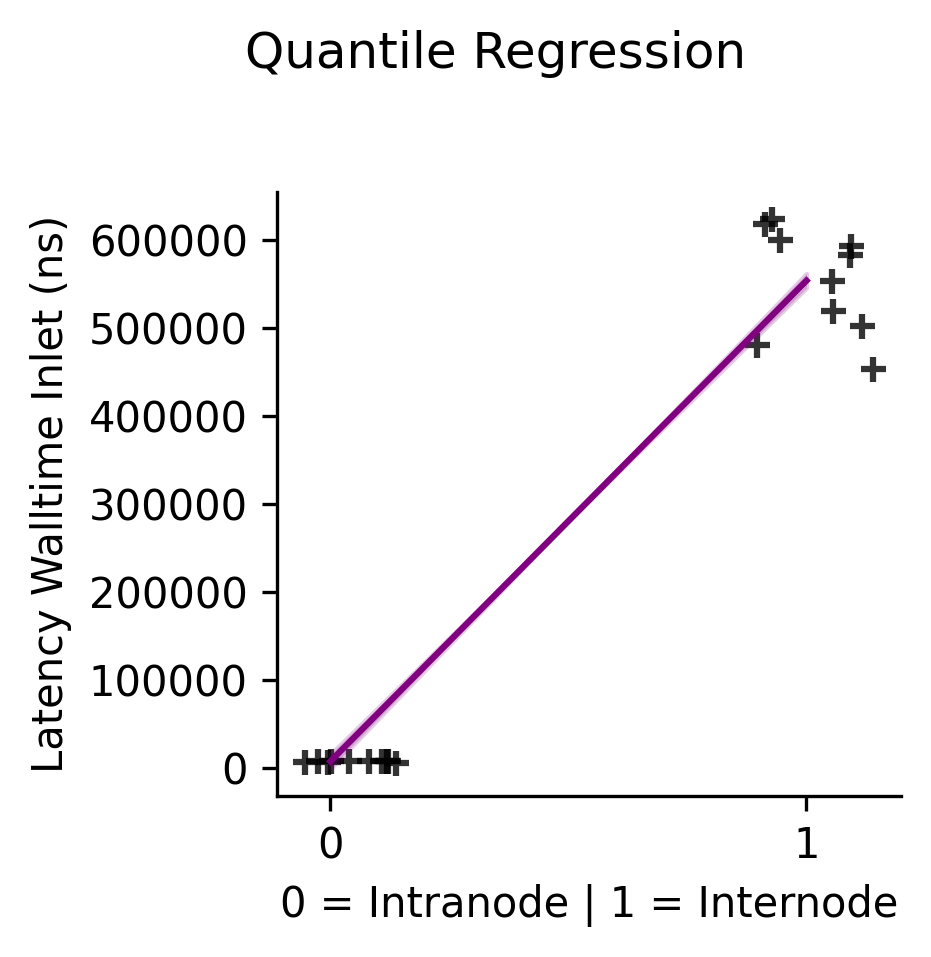 Quantile Regression
Latency Walltime Inlet (ns)
600000
500000
400000
300000
200000
100000
0
0 1
0 = Intranode | 1 = Internode